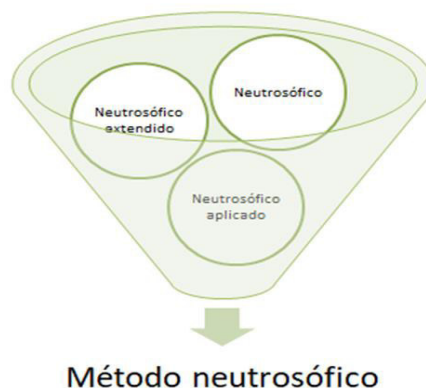 Neutrosófico
Neutrosófico
extendido
Neutrosófico
aplicado
Método neutrosófico